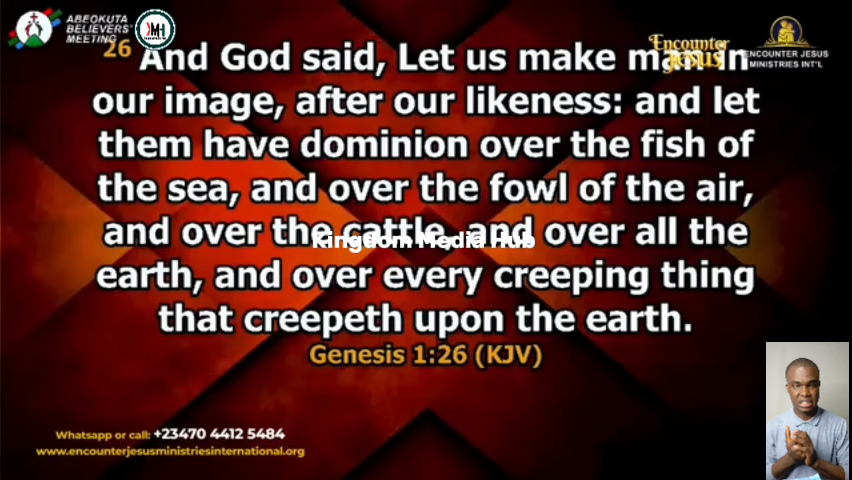 ABEOKUTA
BELIEVERS'
MEETING
KMH
Encounter
Jesus
ENCOUNTER JESUS
MINISTRIES INT'L
26 And God said, Let us make man in
our image, after our likeness: and let
them have dominion over the fish of
the sea, and over the fowl of the air,
and over the cattle, and over all the
Kingdom Media Hub
earth, and over every creeping thing
that creepeth upon the earth.
Genesis 1:26 (KJV)
Whatsapp or call: +23470 4412 5484
www.encounterjesusministriesinternational.org